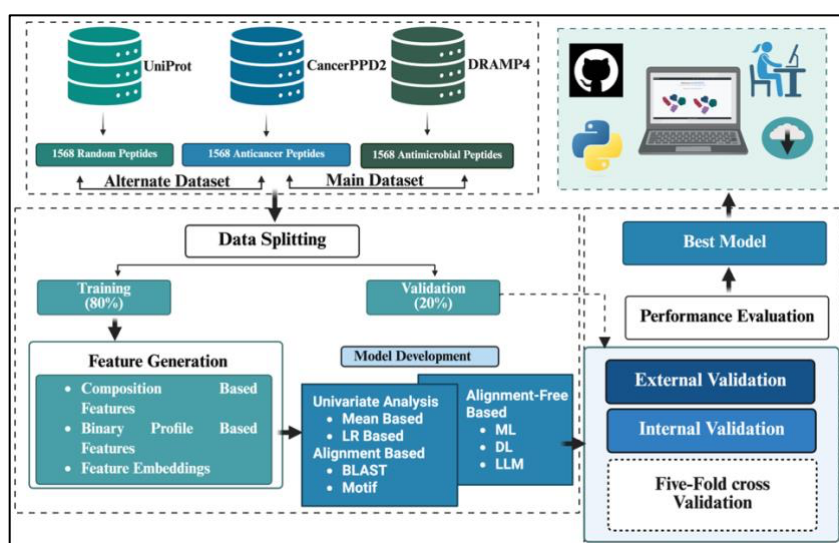 UniProt
CancerPPD2
DRAMP4
1568 Random Peptides
1568 Anticancer Peptides
1568 Antimicrobial Peptides
Alternate Dataset
Main Dataset
Data Splitting
Training
(80%)
Validation
(20%)
Feature Generation
• Composition Based
Features
• Binary Profile Based
Features
• Feature Embeddings
Model Development
Univariate Analysis
• Mean Based
• LR Based
Alignment Based
• BLAST
• Motif
Alignment-Free
Based
• ML
• DL
• LLM
Best Model
Performance Evaluation
External Validation
Internal Validation
Five-Fold cross
Validation